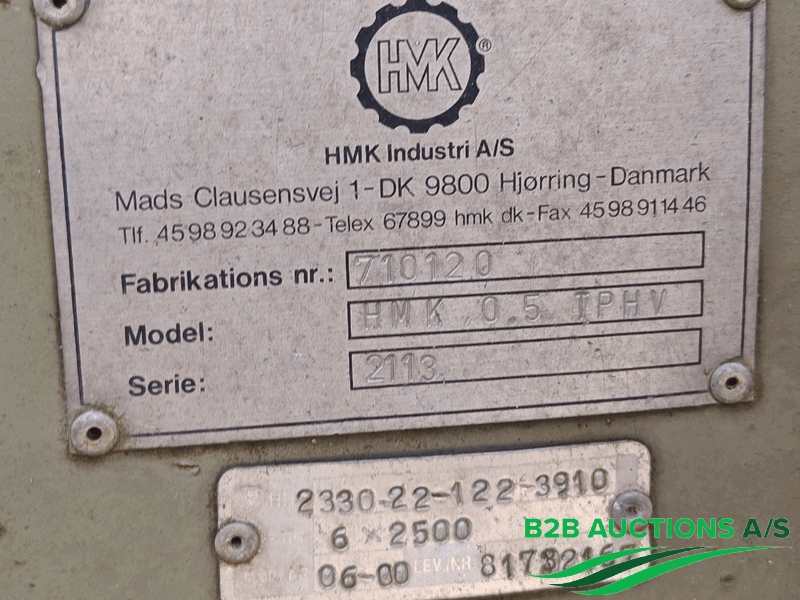 HMK ®
HMK Industri A/S
Mads Clausensvej 1-DK 9800 Hjørring-Danmark
Tlf. 45 98 92 34 88-Telex 67899 hmk dk-Fax 45 98 91 14 46
Fabrikations nr.: 710120
Model: HMK 0.5 TPHV
Serie: 2113
2330-22-122-3910
6 x 2500
06-00 LEV.NR.
B2B AUCTIONS A/S